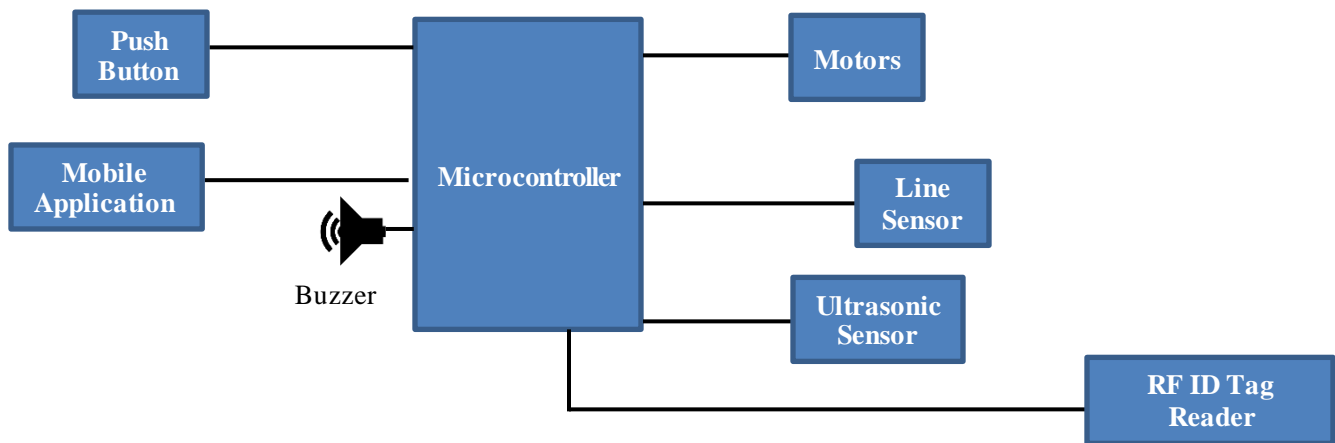 Push
Button
Motors
Mobile
Application
Microcontroller
Line
Sensor
Buzzer
Ultrasonic
Sensor
RF ID Tag
Reader